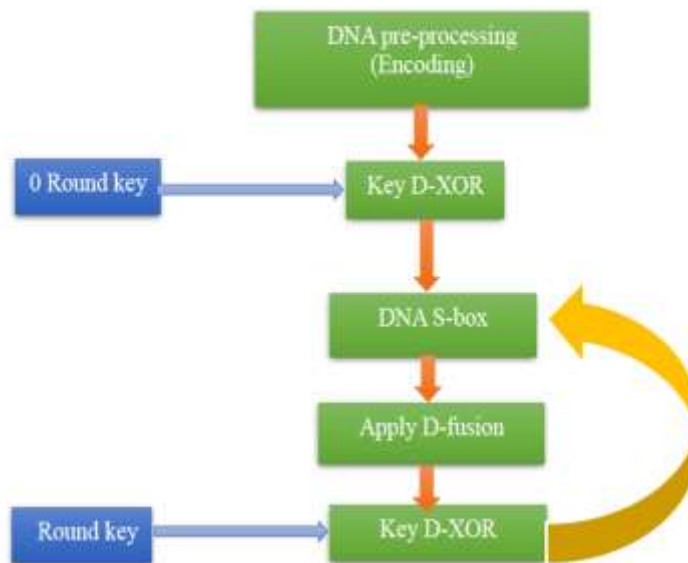 DNA pre-processing
(Encoding)
0 Round key
Key D-XOR
DNA S-box
Apply D-fusion
Round key
Key D-XOR